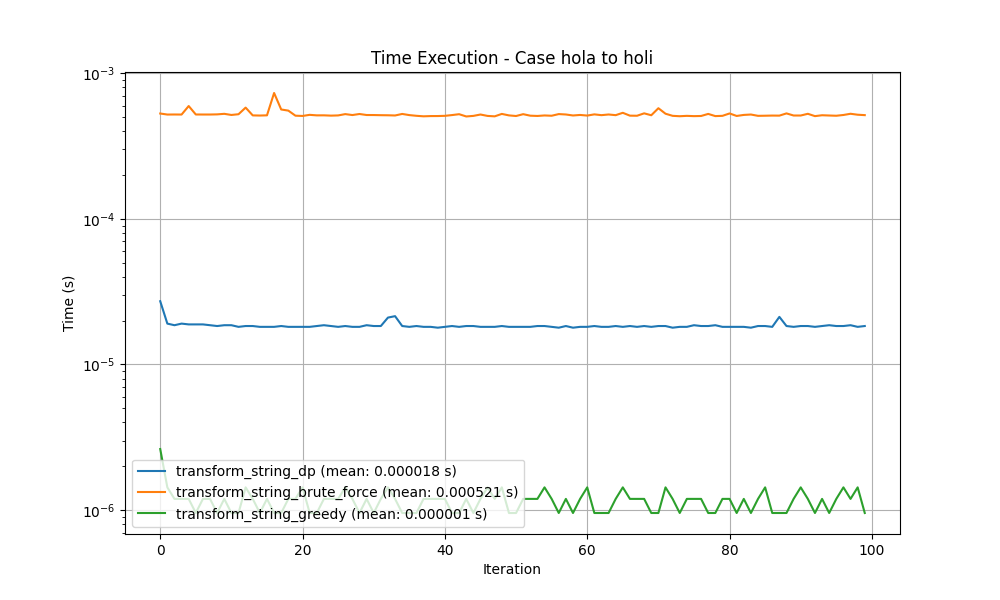 Time Execution - Case hola to holi
10⁻³
10⁻⁴
10⁻⁵
10⁻⁶
Time (s)
transform_string_dp (mean: 0.000018 s)
transform_string_brute_force (mean: 0.000521 s)
transform_string_greedy (mean: 0.000001 s)
0 20 40 60 80 100
Iteration